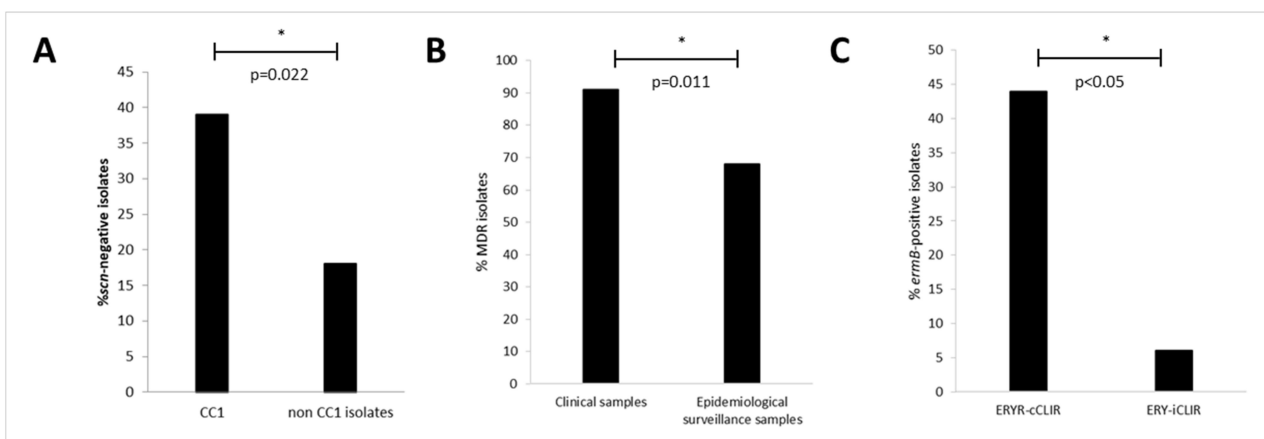 A
*
p=0.022
45
40
35
30
25
20
15
10
5
0
%scn-negative isolates
CC1
non CC1 isolates
B
*
p=0.011
100
90
80
70
60
50
40
30
20
10
0
% MDR isolates
Clinical samples
Epidemiological
surveillance samples
C
*
p<0.05
50
45
40
35
30
25
20
15
10
5
0
% ermB-positive isolates
ERYR-cCLIR
ERY-iCLIR